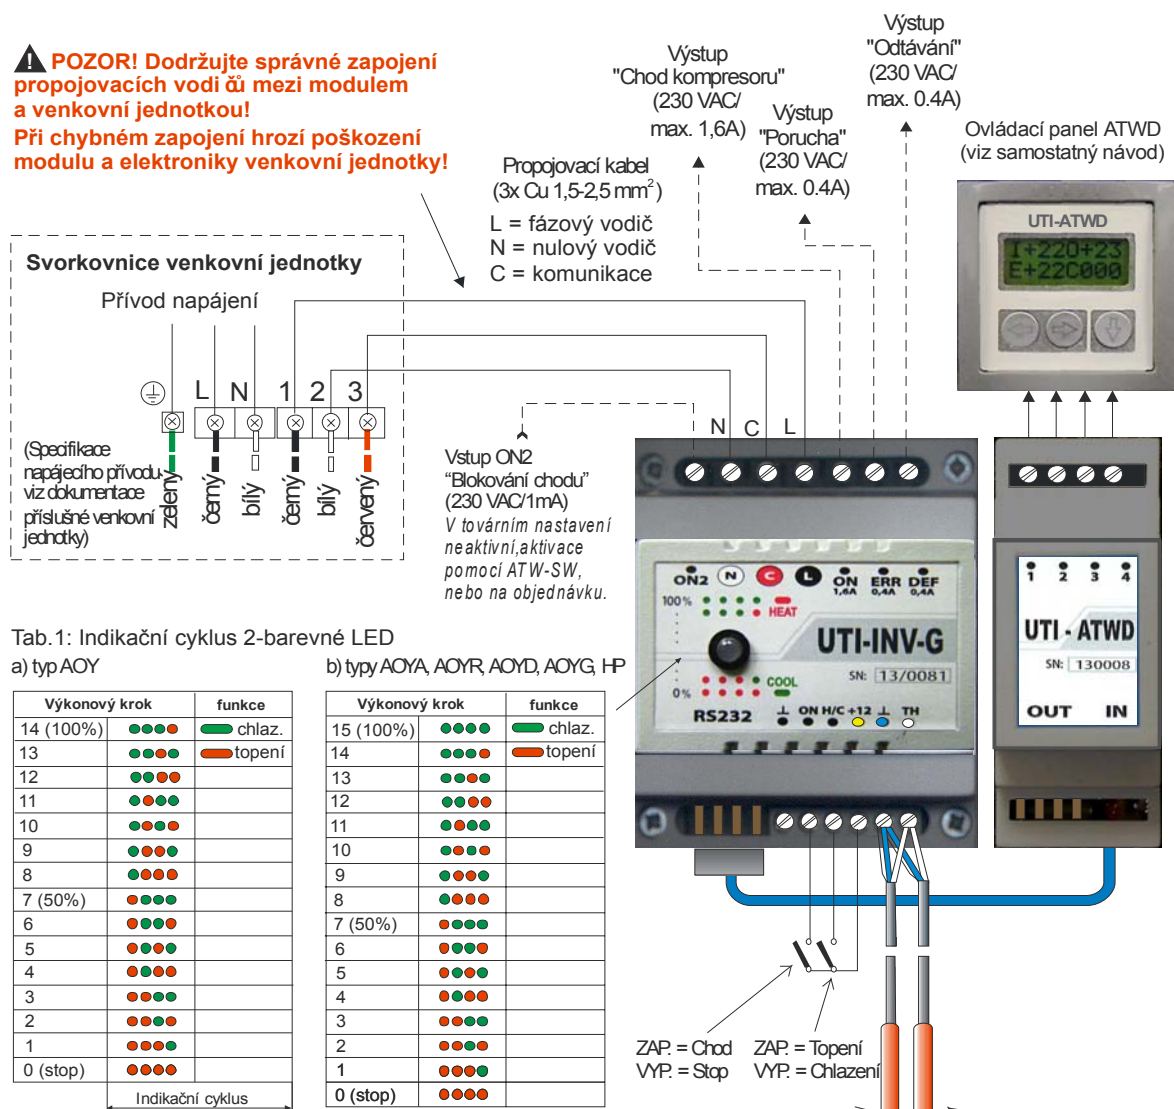 POZOR! Dodržujte správné zapojení
propojovacích vodičů mezi modulem
a venkovní jednotkou!
Při chybném zapojení hrozí poškození
modulu a elektroniky venkovní jednotky!
Výstup
"Chod kompresoru"
(230 VAC/
max. 1,6A)
Výstup
"Porucha"
(230 VAC/
max. 0.4A)
Výstup
"Odtávání"
(230 VAC/
max. 0.4A)
Ovládací panel ATWD
(viz samostatný návod)
UTI-ATWD
I+220+23
E+22C000
Propojovací kabel
(3x Cu 1,5-2,5 mm²)
L = fázový vodič
N = nulový vodič
C = komunikace
Svorkovnice venkovní jednotky
Přívod napájení
L N 1 2 3
(Specifikace
napájecího přívodu
viz dokumentace
příslušné venkovní
jednotky)
zelený
černý
bílý
černý
bílý
červený
N C L
Vstup ON2
“Blokování chodu”
(230 VAC/1mA)
V továrním nastavení
neaktivní,aktivace
pomocí ATW-SW,
nebo na objednávku.
ON2 N C L ON ERR DEF
1,6A 0,4A 0,4A
100%
HEAT
UTI-INV-G
SN: 13/0081
COOL
0%
RS232 ⊥ ON H/C +12 ⊥ TH
1 2 3 4
UTI - ATWD
SN: 130008
OUT IN
Tab.1: Indikační cyklus 2-barevné LED
a) typ AOY
Výkonový krok funkce
14 (100%) chlaz.
13 topení
12
11
10
9
8
7 (50%)
6
5
4
3
2
1
0 (stop)
Indikační cyklus
b) typy AOYA, AOYR, AOYD, AOYG, HP
Výkonový krok funkce
15 (100%) chlaz.
14 topení
13
12
11
10
9
8
7 (50%)
6
5
4
3
2
1
0 (stop)
ZAP. = Chod
VYP. = Stop
ZAP. = Topení
VYP. = Chlazení